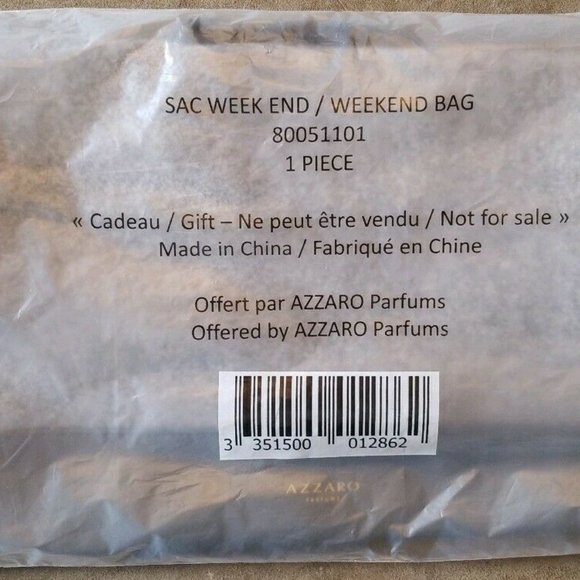 SAC WEEK END / WEEKEND BAG
80051101
1 PIECE
« Cadeau / Gift – Ne peut être vendu / Not for sale »
Made in China / Fabriqué en Chine
Offert par AZZARO Parfums
Offered by AZZARO Parfums
3 351500 012862
AZZARO
PARFUMS